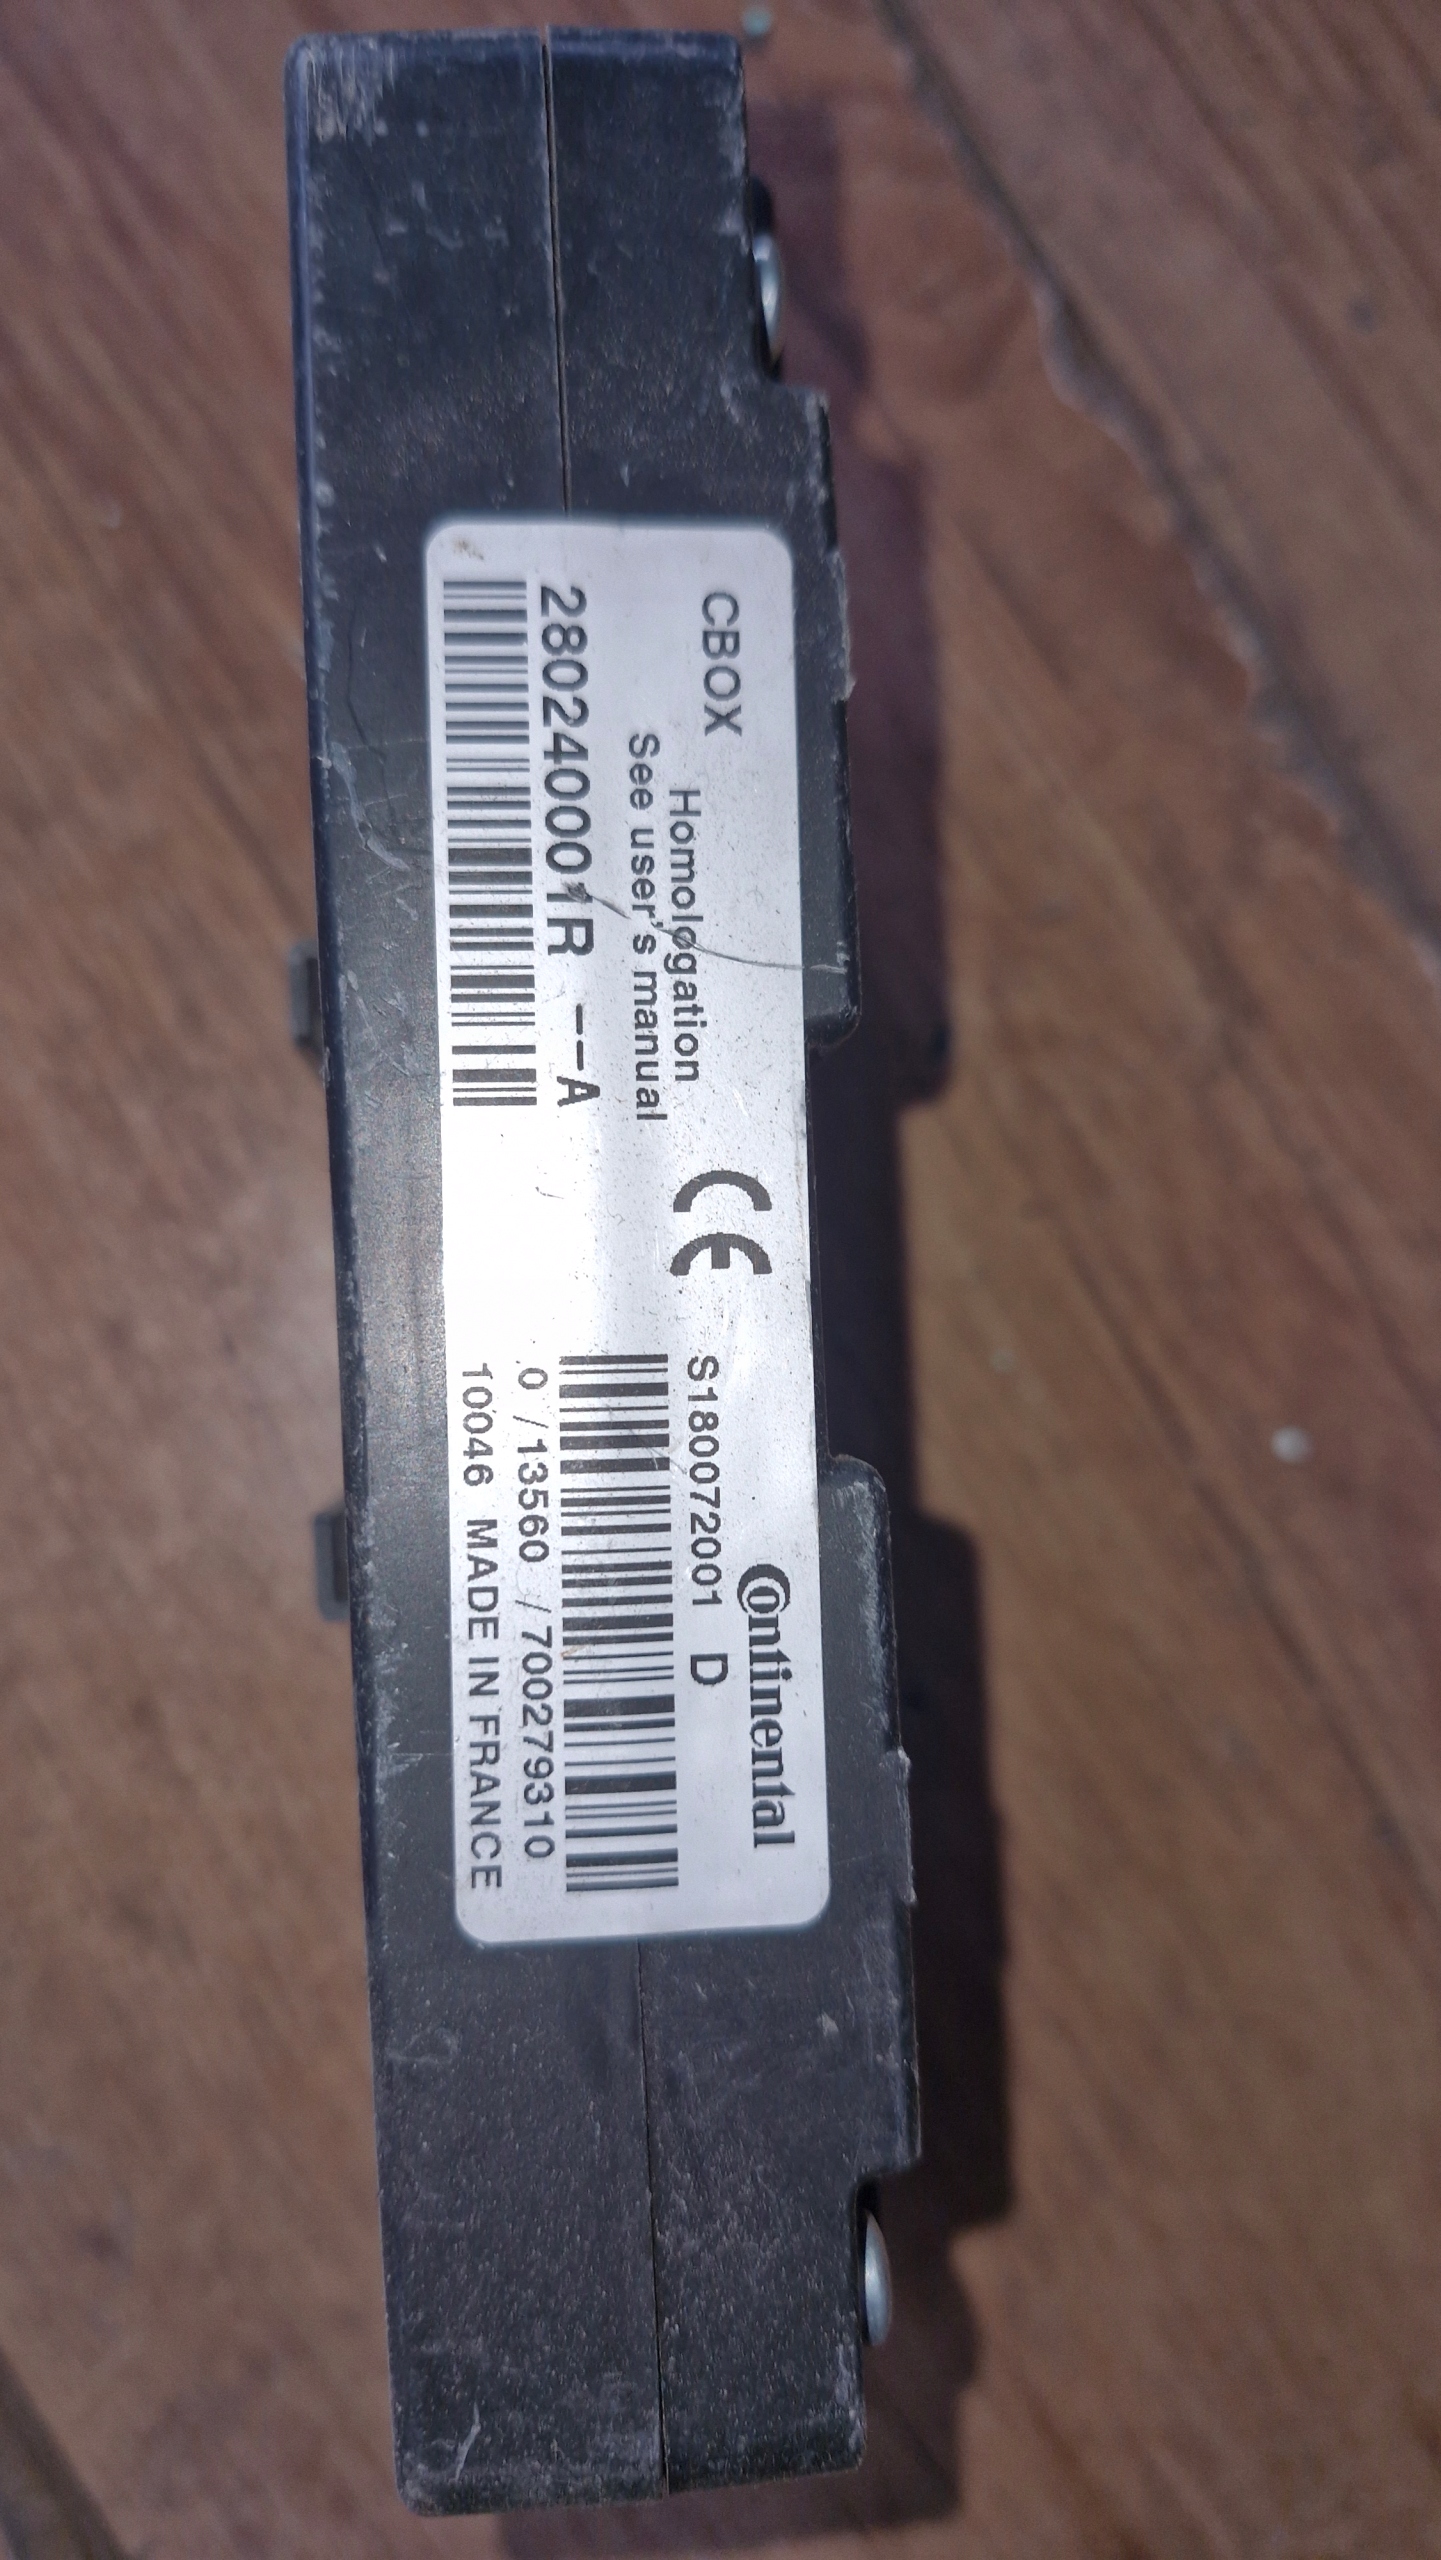 CBOX
Homologation
See user's manual
280240001R --A
CE
Continental
S180072001 D
0 /13560 /700279310
10046 MADE IN FRANCE